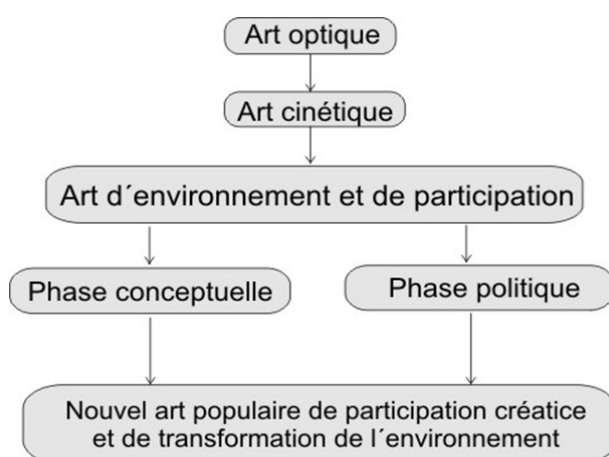 Art optique
Art cinétique
Art d´environnement et de participation
Phase conceptuelle
Phase politique
Nouvel art populaire de participation créatice
et de transformation de l´environnement